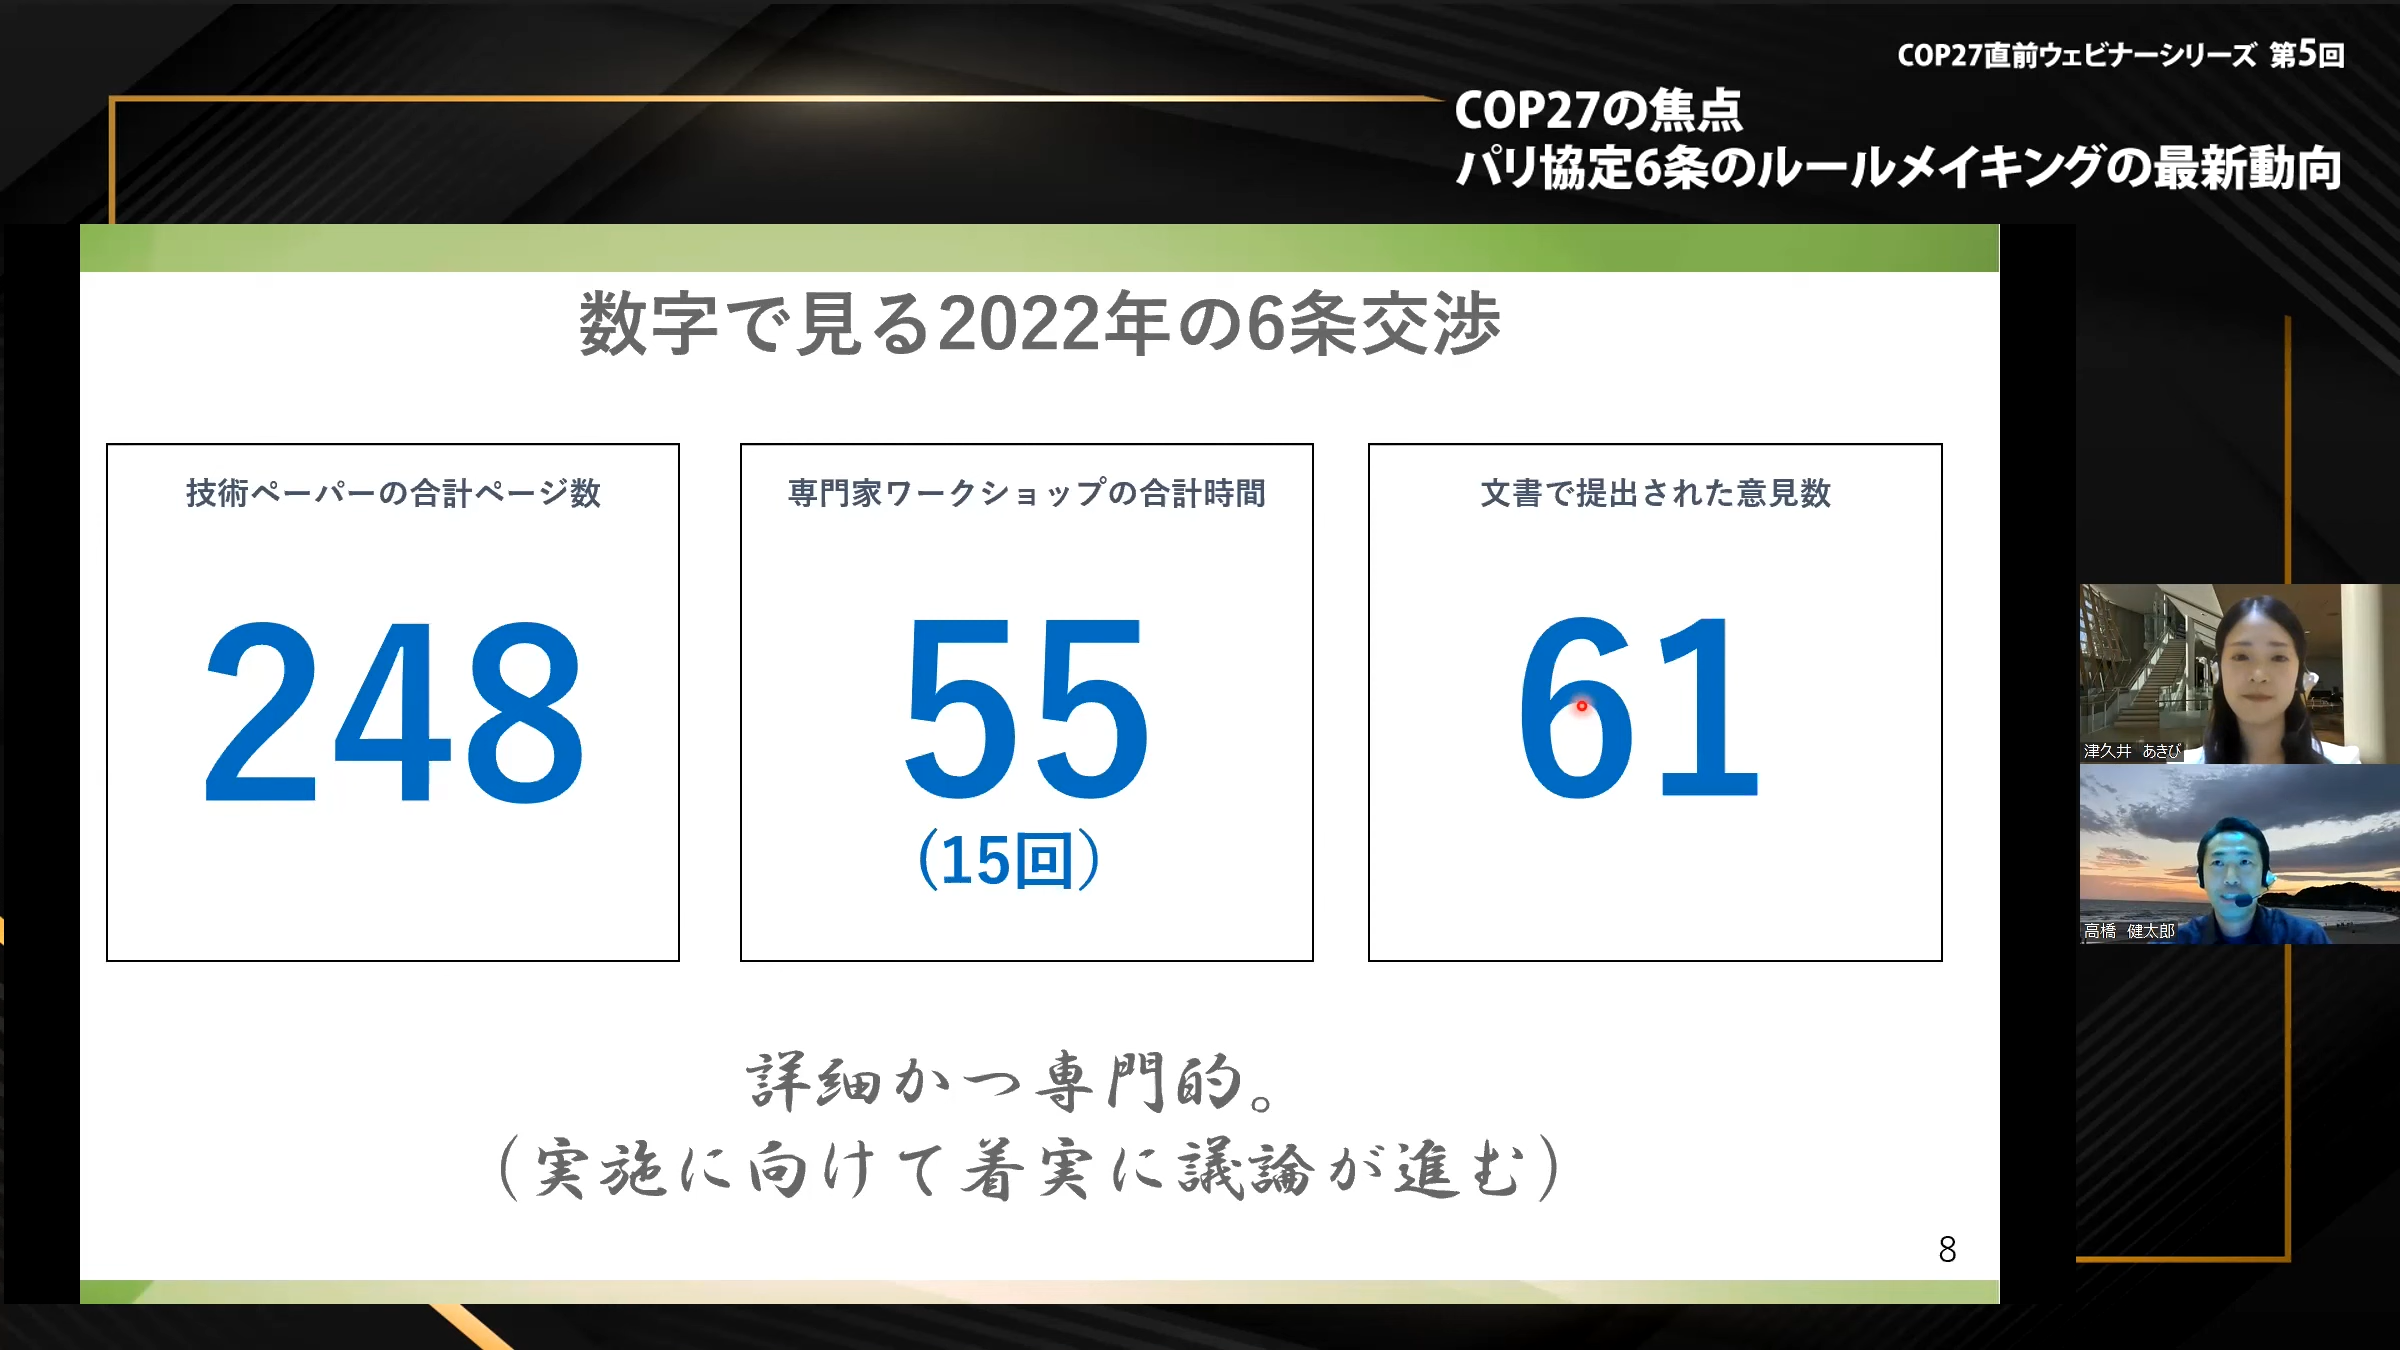 COP27直前ウェビナーシリーズ 第5回
COP27の焦点
パリ協定6条のルールメイキングの最新動向
数字で見る2022年の6条交渉
技術ペーパーの合計ページ数
248
専門家ワークショップの合計時間
55
(15回)
文書で提出された意見数
61
詳細かつ専門的。
（実施に向けて着実に議論が進む）
8
津久井 あきび
高橋 健太郎